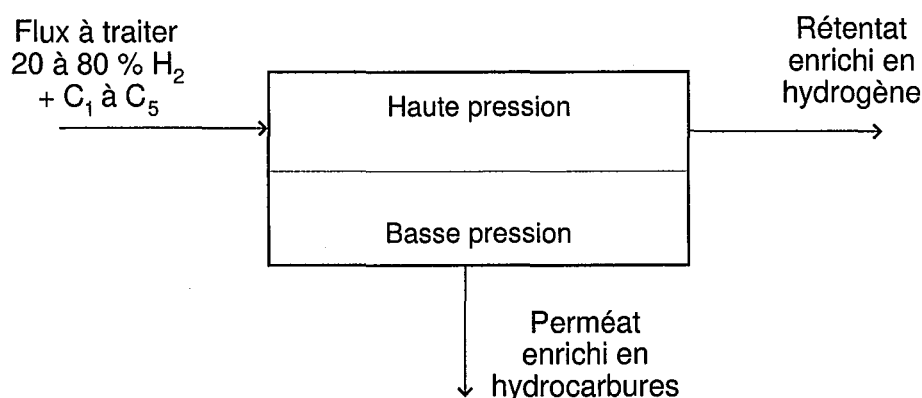 Flux à traiter
20 à 80 % H₂
+ C₁ à C₅
Haute pression
Rétentat
enrichi en
hydrogène
Basse pression
Perméat
enrichi en
hydrocarbures